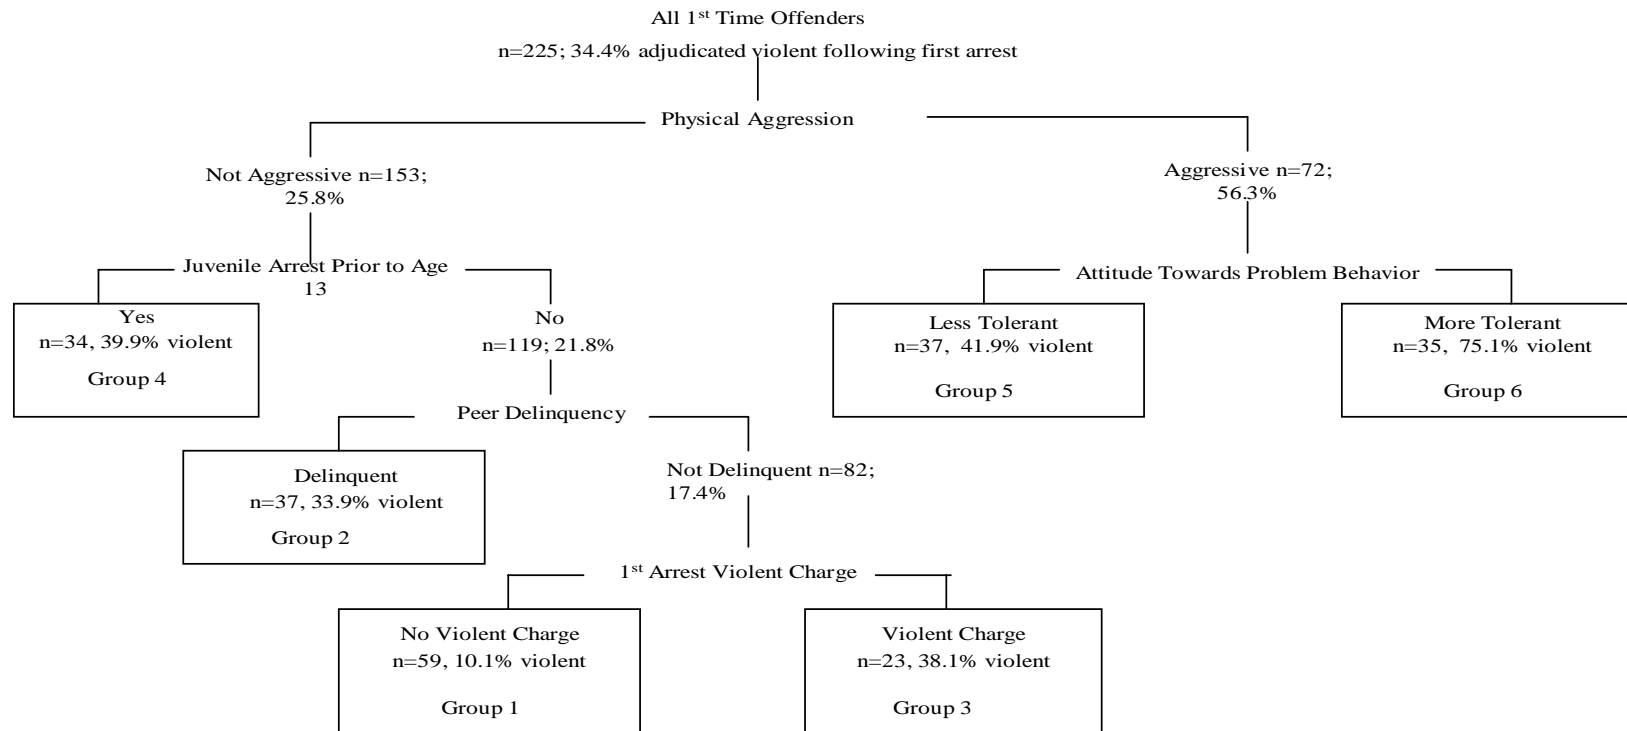 All 1st Time Offenders
n=225; 34.4% adjudicated violent following first arrest
Physical Aggression
Not Aggressive n=153;
25.8%
Aggressive n=72;
56.3%
Juvenile Arrest Prior to Age
13
Attitude Towards Problem Behavior
Yes
n=34, 39.9% violent
Group 4
No
n=119; 21.8%
Less Tolerant
n=37, 41.9% violent
Group 5
More Tolerant
n=35, 75.1% violent
Group 6
Peer Delinquency
Delinquent
n=37, 33.9% violent
Group 2
Not Delinquent n=82;
17.4%
1st Arrest Violent Charge
No Violent Charge
n=59, 10.1% violent
Group 1
Violent Charge
n=23, 38.1% violent
Group 3